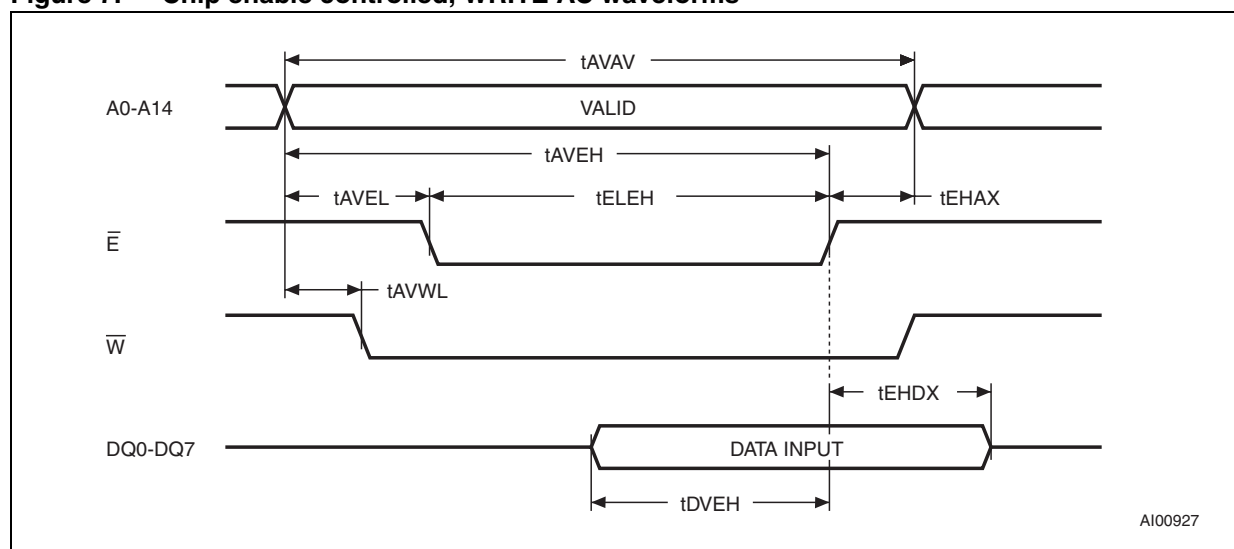 Figure 7. Chip enable controlled, WRITE AC waveforms
tAVAV
A0-A14
VALID
tAVEH
tAVEL
tELEH
tEHAX
E̅
tAVWL
W̅
tEHDX
DQ0-DQ7
DATA INPUT
tDVEH
AI00927